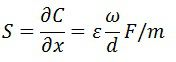 S = ∂C/∂x = ε ω/d F/m